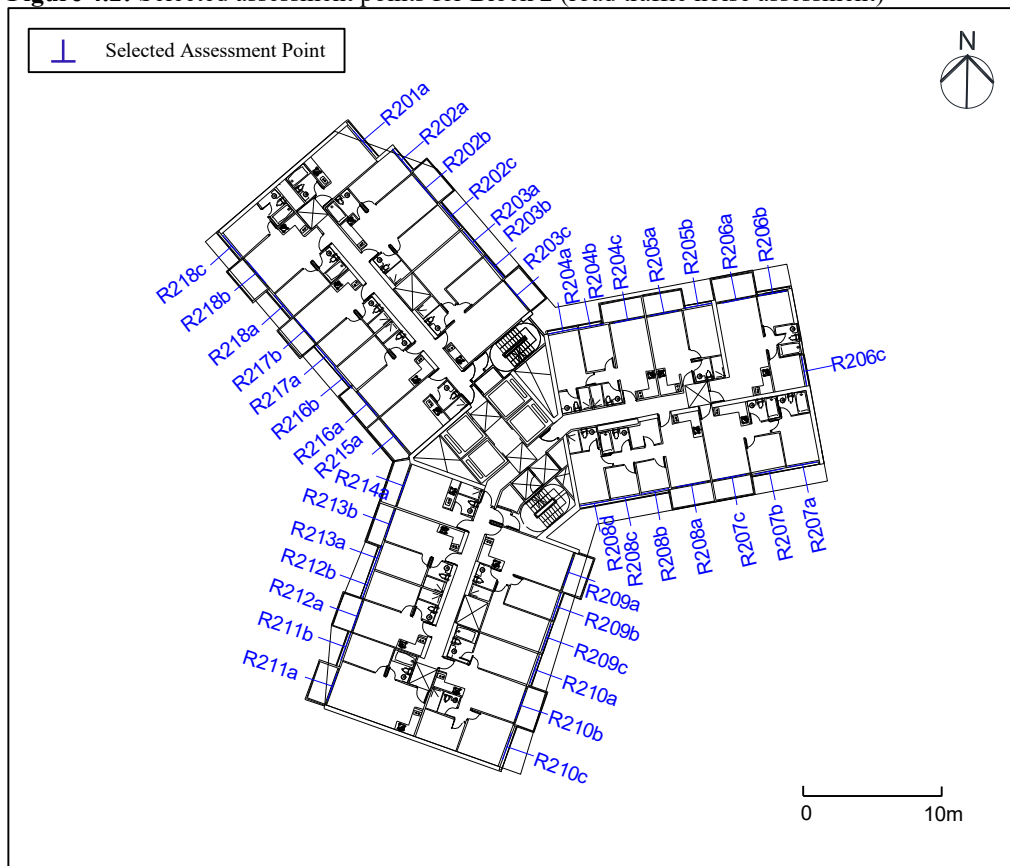 Figure 4.2: Selected assessment points for Block 2 (road traffic noise assessment)
Selected Assessment Point
N
R201a
R202a
R202b
R202c
R203a
R203b
R203c
R204a
R204b
R204c
R205a
R205b
R206a
R206b
R206c
R218c
R218b
R218a
R217b
R217a
R216b
R216a
R215a
R214a
R213b
R213a
R212b
R212a
R211b
R211a
R208d
R208c
R208b
R208a
R207c
R207b
R207a
R209a
R209b
R209c
R210a
R210b
R210c
0 10m